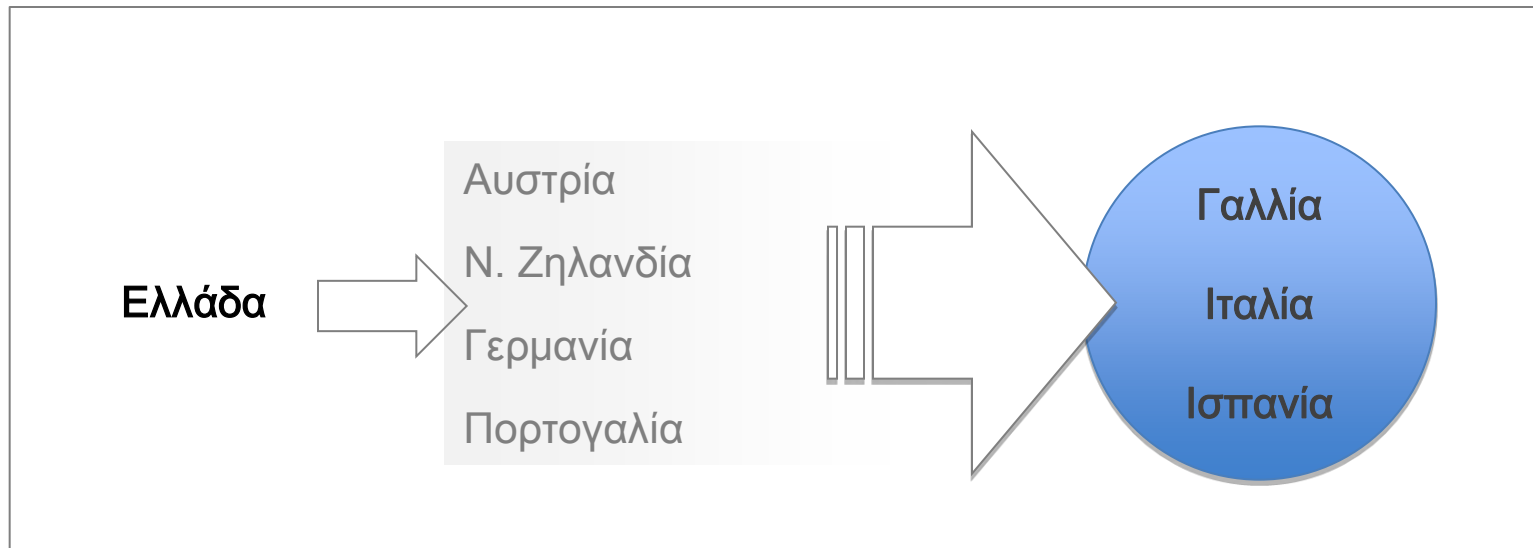 Ελλάδα
Αυστρία
Ν. Ζηλανδία
Γερμανία
Πορτογαλία
Γαλλία
Ιταλία
Ισπανία